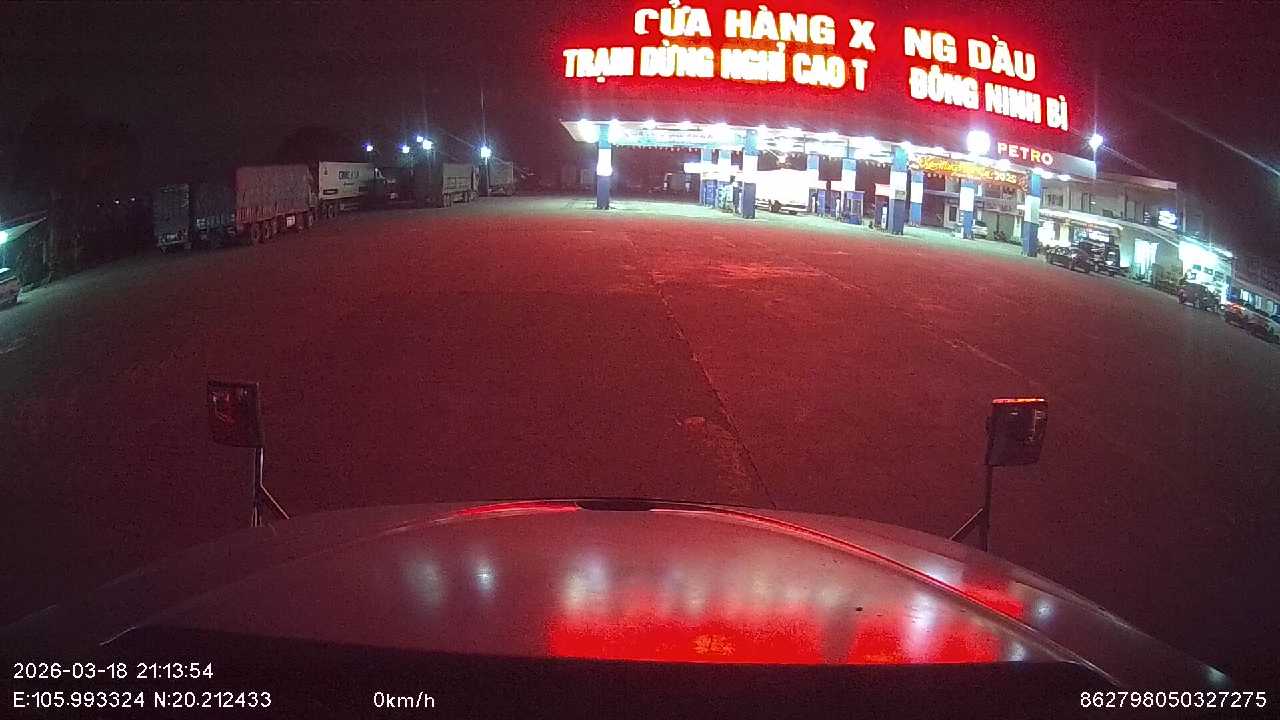 CỬA HÀNG X NG DẦU
TRẠM DỪNG NGHỈ CAO T ĐÔNG NINH BÌ
PETRO
2026-03-18 21:13:54
E:105.993324 N:20.212433
0km/h
862798050327275